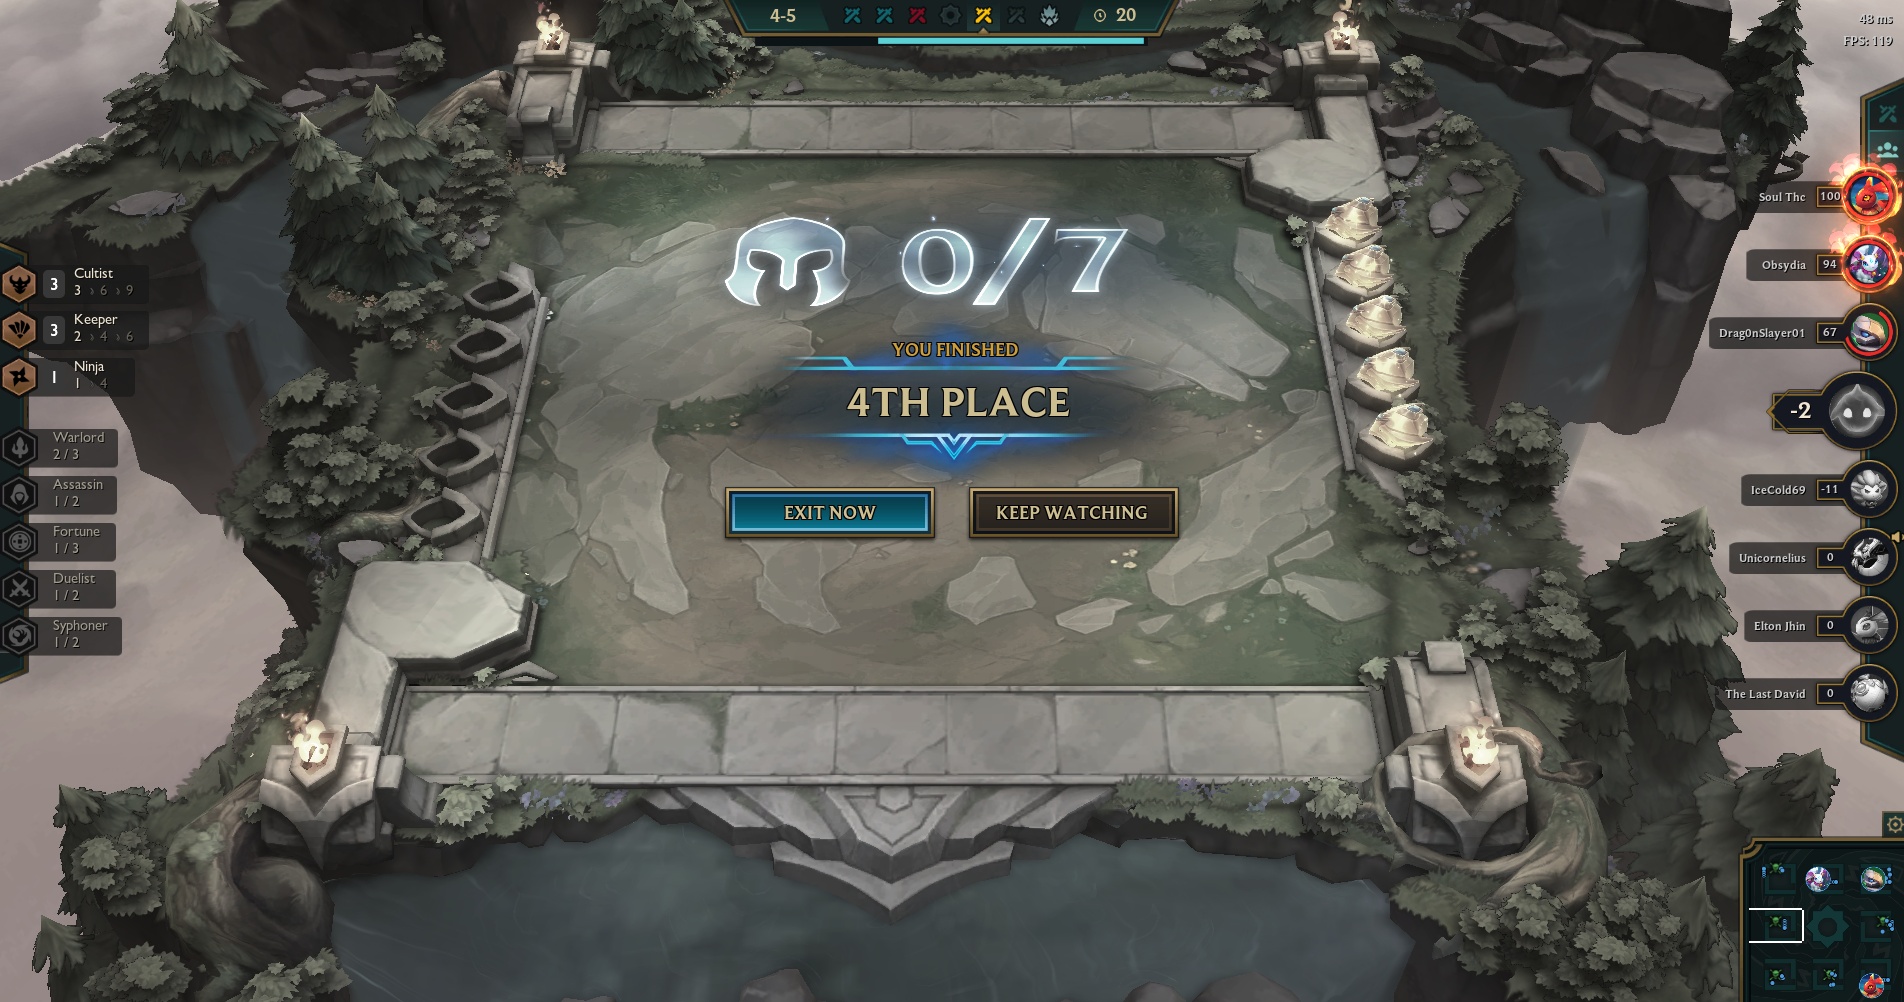 4-5
20
48 ms
FPS: 119
0/7
YOU FINISHED
4TH PLACE
EXIT NOW
KEEP WATCHING
3 Cultist
3 › 6 › 9
3 Keeper
2 › 4 › 6
1 Ninja
1 › 4
Warlord
2 / 3
Assassin
1 / 2
Fortune
1 / 3
Duelist
1 / 2
Syphoner
1 / 2
Soul Thc 100
Obsydia 94
Drag0nSlayer01 67
-2
IceCold69 -11
Unicornelius 0
Elton Jhin 0
The Last David 0